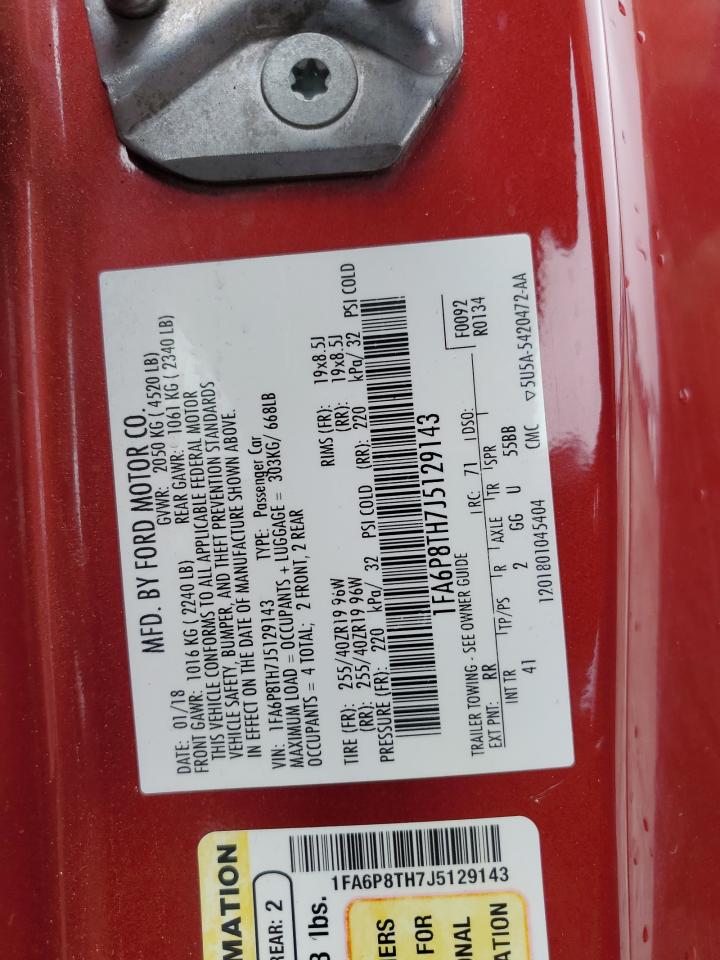 MFD. BY FORD MOTOR CO.
DATE: 01/18 GVWR: 2050 KG ( 4520 LB)
FRONT GAWR: 1016 KG ( 2240 LB) REAR GAWR: 1061 KG ( 2340 LB)
THIS VEHICLE CONFORMS TO ALL APPLICABLE FEDERAL MOTOR
VEHICLE SAFETY, BUMPER, AND THEFT PREVENTION STANDARDS
IN EFFECT ON THE DATE OF MANUFACTURE SHOWN ABOVE.
VIN: 1FA6P8TH7J5129143 TYPE: Passenger Car
MAXIMUM LOAD = OCCUPANTS + LUGGAGE = 303KG/ 668LB
OCCUPANTS = 4 TOTAL; 2 FRONT, 2 REAR
TIRE (FR): 255/40ZR19 96W RIMS (FR): 19x8.5J
(RR): 255/40ZR19 96W (RR): 19x8.5J
PRESSURE (FR): 220 kPa/ 32 PSI COLD (RR): 220 kPa/ 32 PSI COLD
1FA6P8TH7J5129143
F0092
R0134
TRAILER TOWING - SEE OWNER GUIDE RC: 71 DSO:
EXT PNT: RR TP/PS R AXLE TR SPR
INT TR 2 GG U 55BB
41
1201801045404 CMC ▽5U5A-5420472-AA
MATION
REAR: 2
1FA6P8TH7J5129143
lbs.
FOR